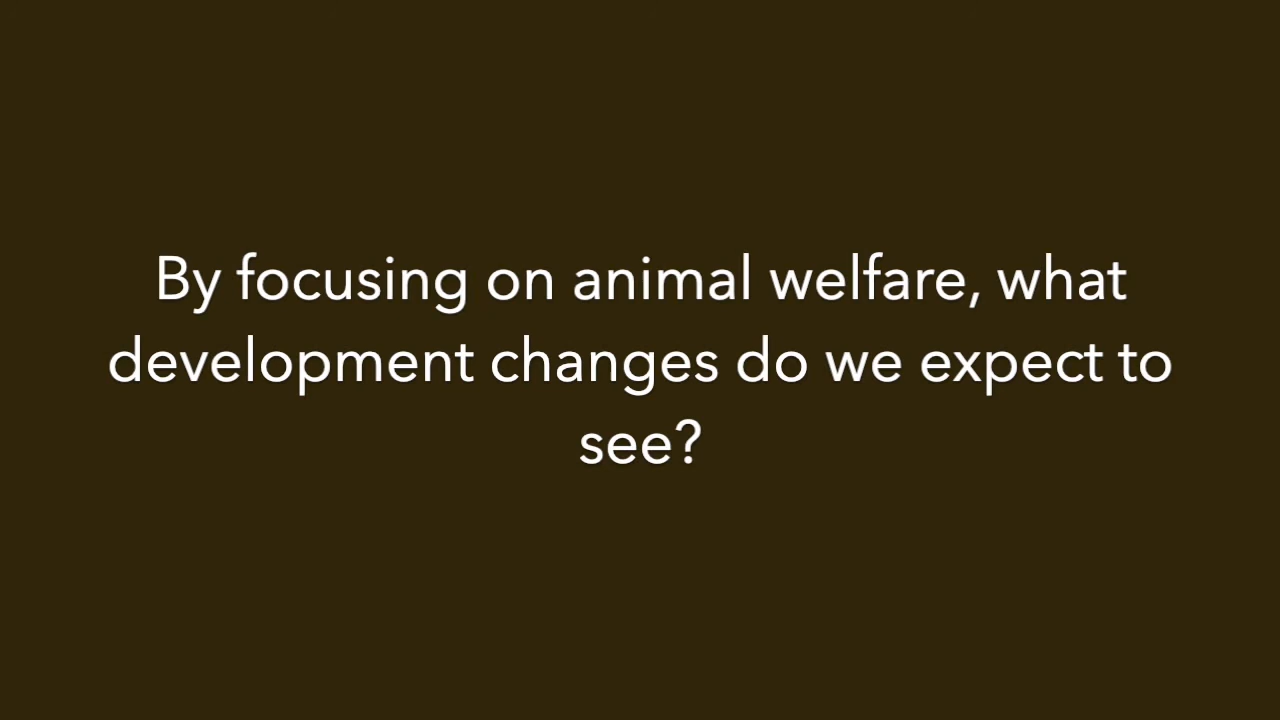 By focusing on animal welfare, what
development changes do we expect to
see?